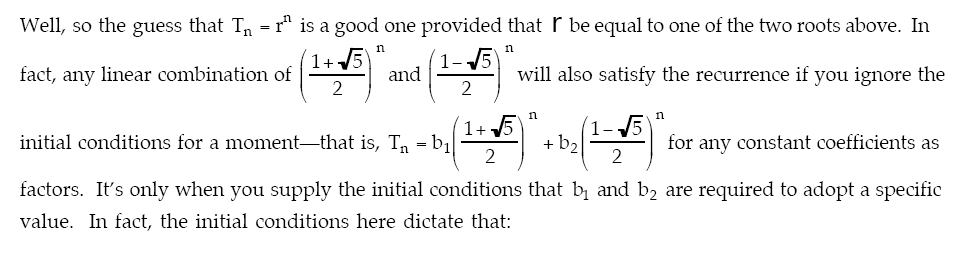 Well, so the guess that Tₙ = rⁿ is a good one provided that r be equal to one of the two roots above. In
fact, any linear combination of ((1+√5)/2)ⁿ and ((1−√5)/2)ⁿ will also satisfy the recurrence if you ignore the
initial conditions for a moment—that is, Tₙ = b₁((1+√5)/2)ⁿ + b₂((1−√5)/2)ⁿ for any constant coefficients as
factors. It’s only when you supply the initial conditions that b₁ and b₂ are required to adopt a specific
value. In fact, the initial conditions here dictate that: